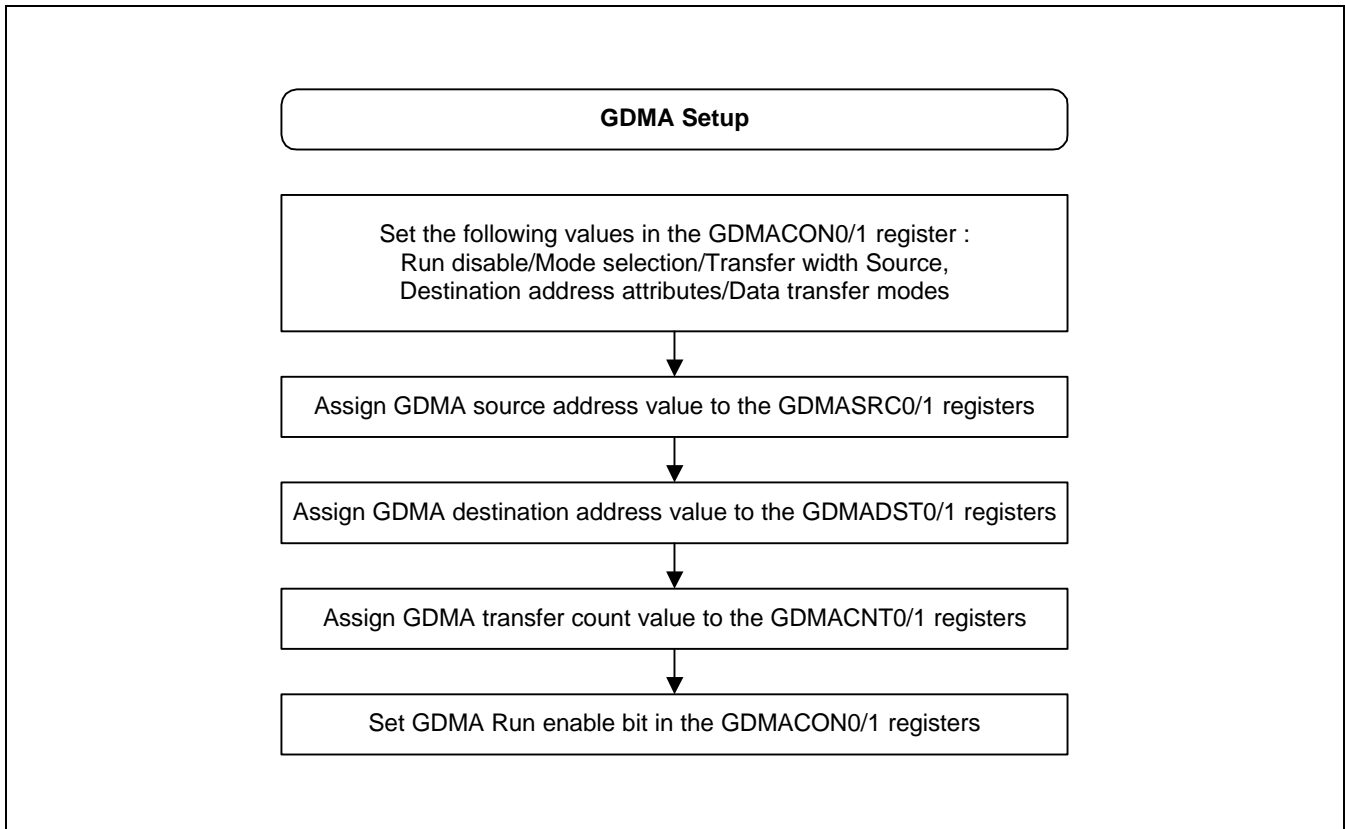 GDMA Setup
Set the following values in the GDMACON0/1 register :
Run disable/Mode selection/Transfer width Source,
Destination address attributes/Data transfer modes
Assign GDMA source address value to the GDMASRC0/1 registers
Assign GDMA destination address value to the GDMADST0/1 registers
Assign GDMA transfer count value to the GDMACNT0/1 registers
Set GDMA Run enable bit in the GDMACON0/1 registers